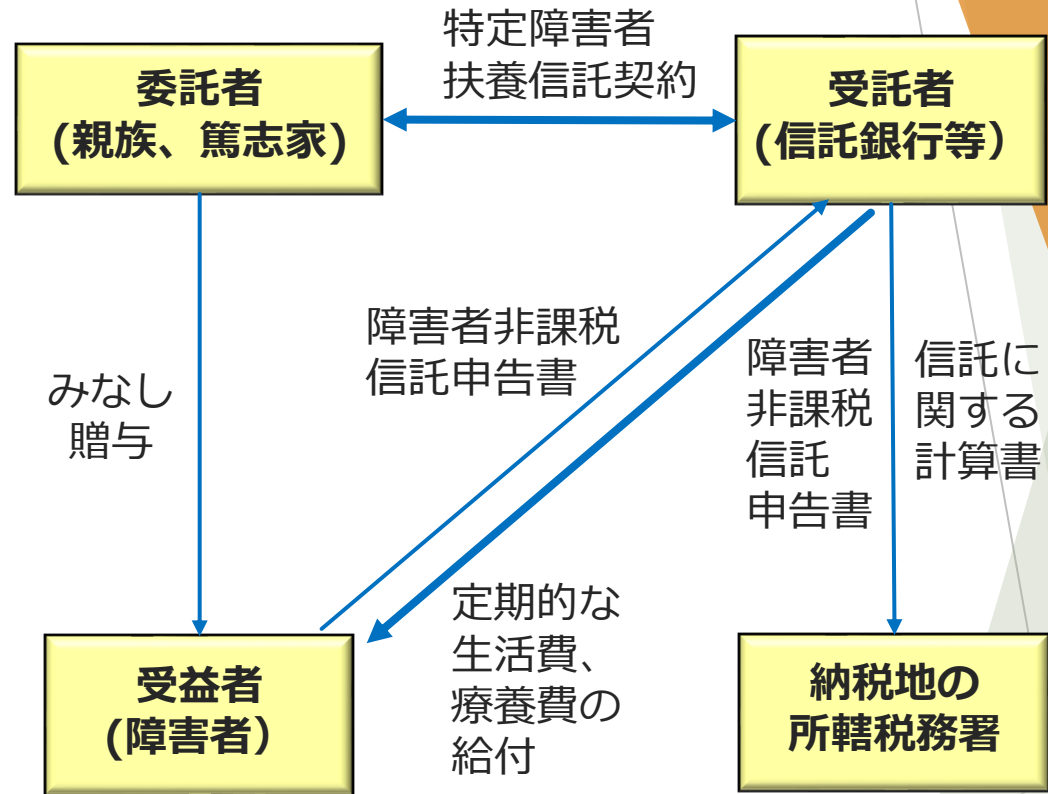 特定障害者
扶養信託契約
委託者
(親族、篤志家)
受託者
(信託銀行等）
みなし
贈与
障害者非課税
信託申告書
障害者
非課税
信託
申告書
信託に
関する
計算書
定期的な
生活費、
療養費の
給付
受益者
(障害者）
納税地の
所轄税務署